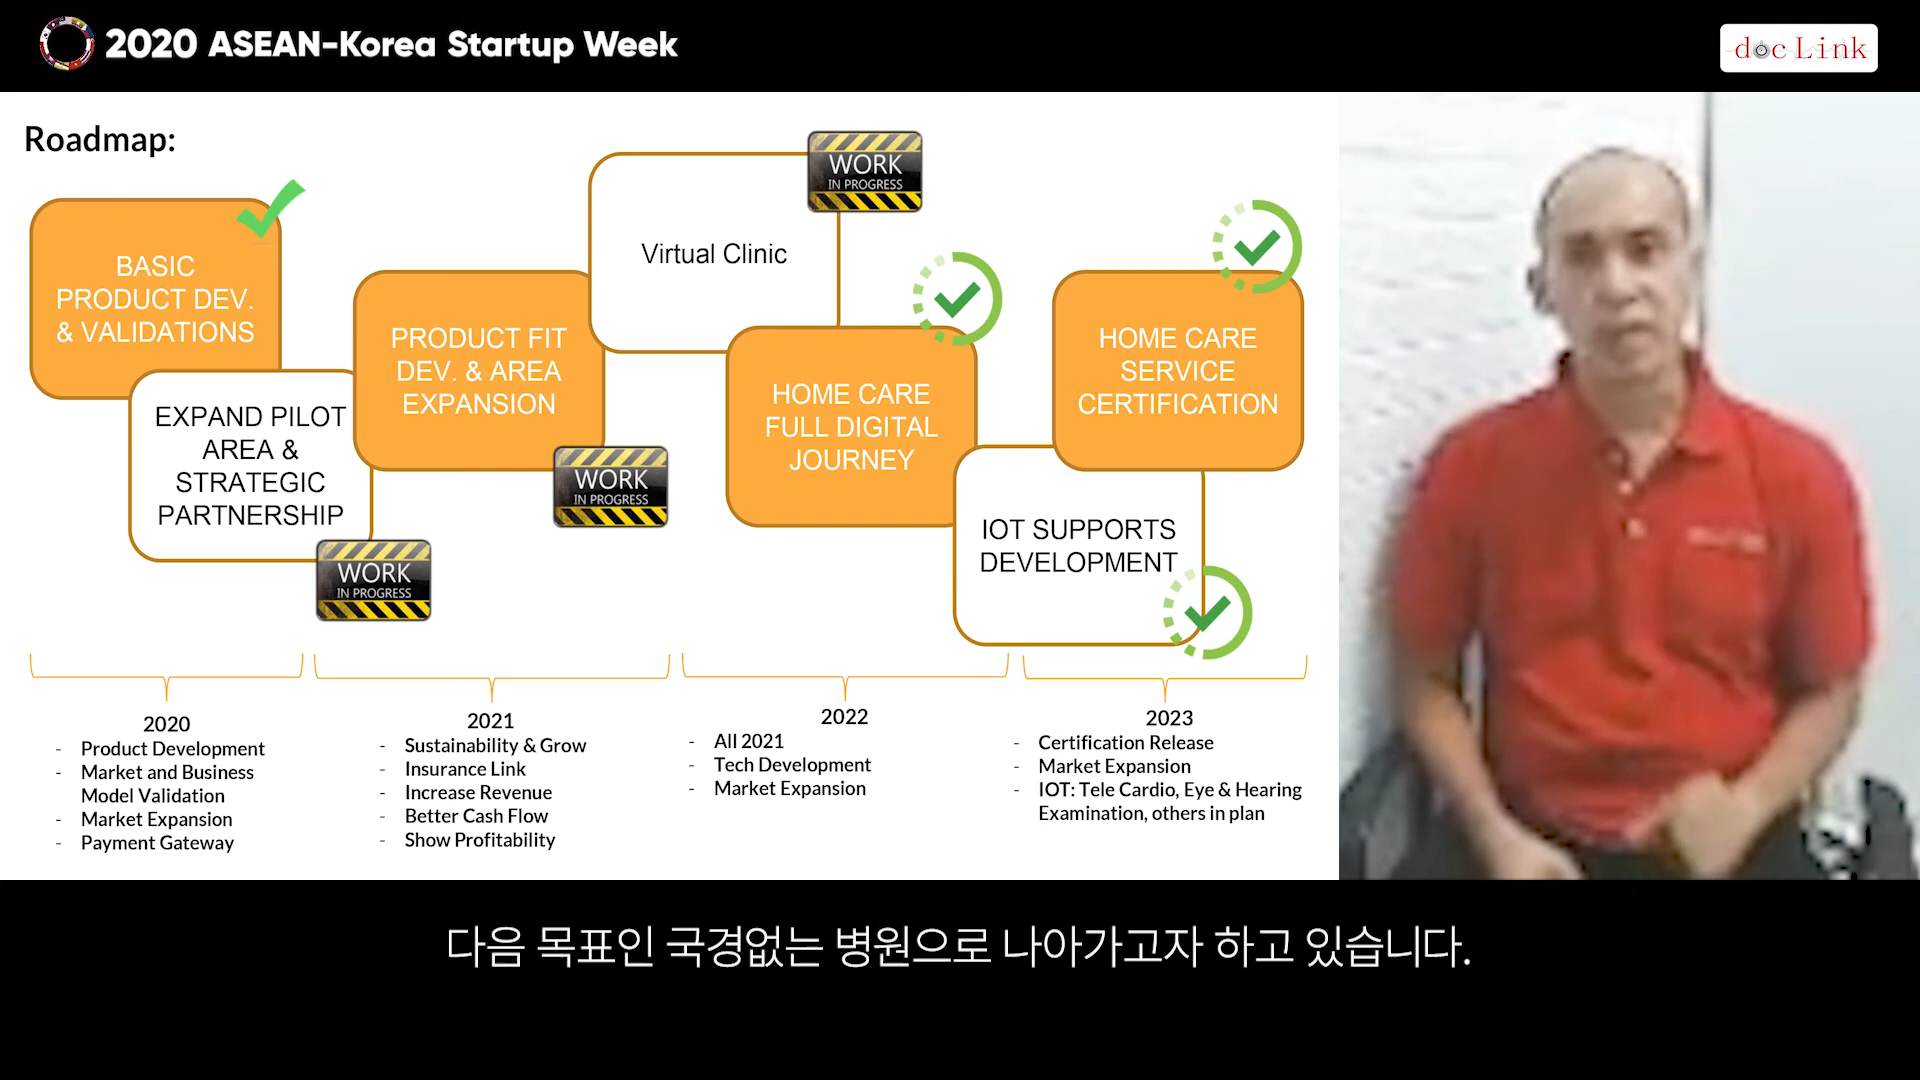 2020 ASEAN-Korea Startup Week
doc Link
Roadmap:
BASIC
PRODUCT DEV.
& VALIDATIONS
EXPAND PILOT
AREA &
STRATEGIC
PARTNERSHIP
WORK
IN PROGRESS
PRODUCT FIT
DEV. & AREA
EXPANSION
WORK
IN PROGRESS
Virtual Clinic
WORK
IN PROGRESS
HOME CARE
FULL DIGITAL
JOURNEY
IOT SUPPORTS
DEVELOPMENT
HOME CARE
SERVICE
CERTIFICATION
2020
- Product Development
- Market and Business
Model Validation
- Market Expansion
- Payment Gateway
2021
- Sustainability & Grow
- Insurance Link
- Increase Revenue
- Better Cash Flow
- Show Profitability
2022
- All 2021
- Tech Development
- Market Expansion
2023
- Certification Release
- Market Expansion
- IOT: Tele Cardio, Eye & Hearing
Examination, others in plan
다음 목표인 국경없는 병원으로 나아가고자 하고 있습니다.